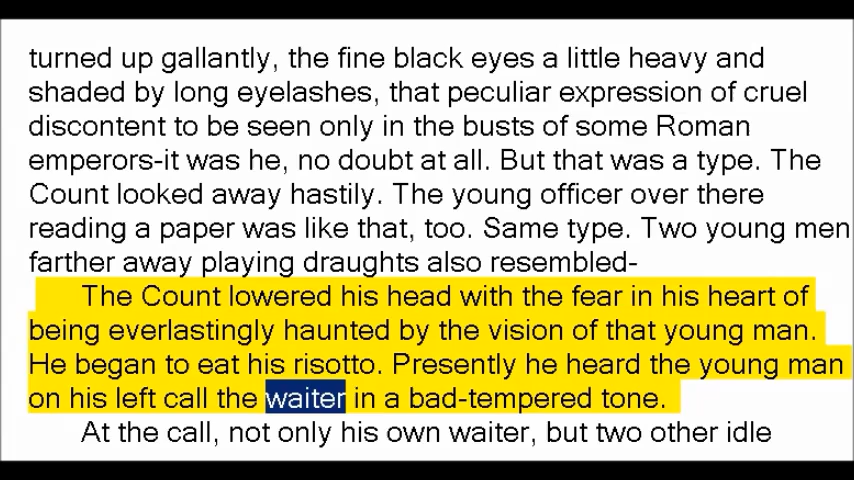 turned up gallantly, the fine black eyes a little heavy and
shaded by long eyelashes, that peculiar expression of cruel
discontent to be seen only in the busts of some Roman
emperors-it was he, no doubt at all. But that was a type. The
Count looked away hastily. The young officer over there
reading a paper was like that, too. Same type. Two young men
farther away playing draughts also resembled-
The Count lowered his head with the fear in his heart of
being everlastingly haunted by the vision of that young man.
He began to eat his risotto. Presently he heard the young man
on his left call the waiter in a bad-tempered tone.
At the call, not only his own waiter, but two other idle